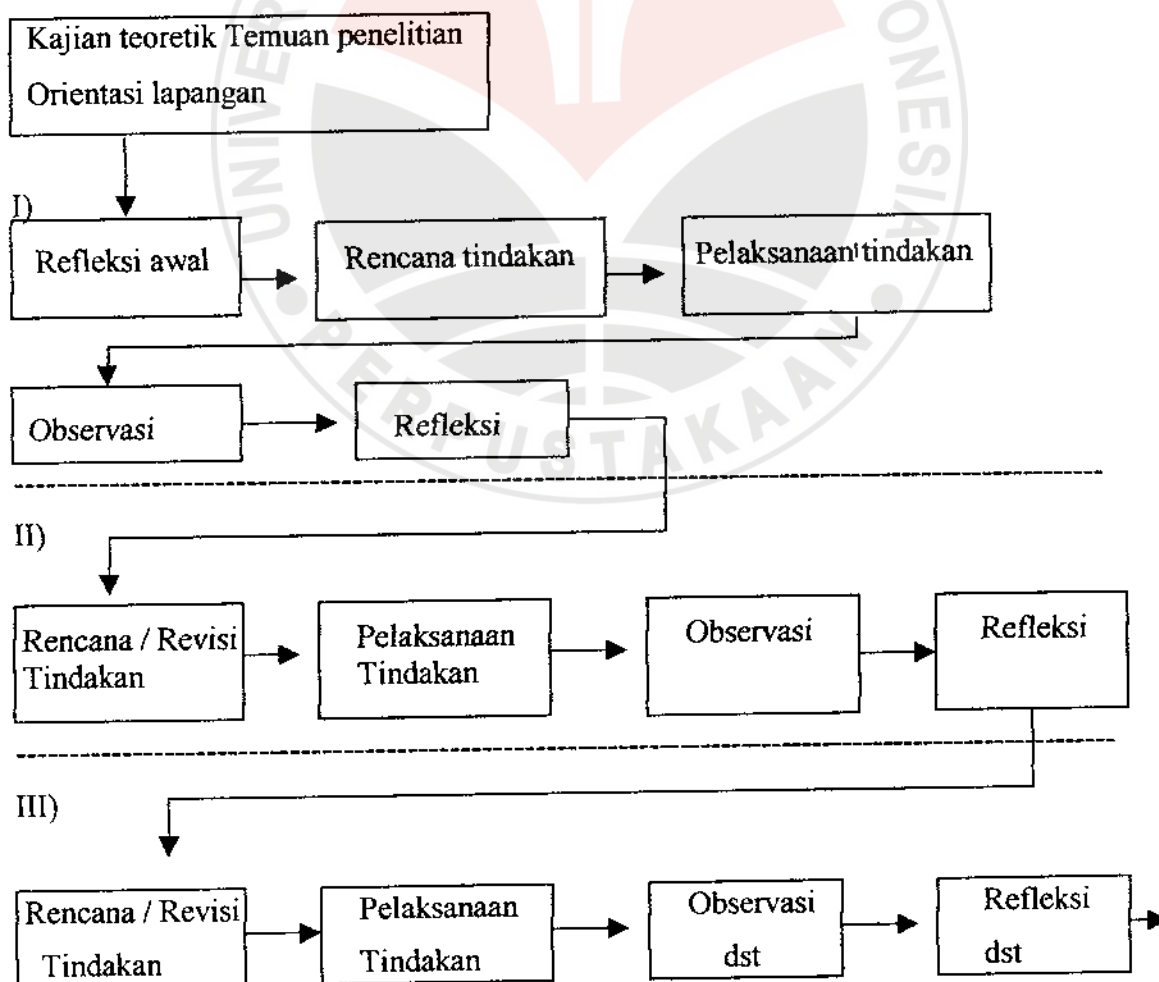 Kajian teoretik Temuan penelitian
Orientasi lapangan
I)
Refleksi awal
Rencana tindakan
Pelaksanaan tindakan
Observasi
Refleksi
II)
Rencana / Revisi
Tindakan
Pelaksanaan
Tindakan
Observasi
Refleksi
III)
Rencana / Revisi
Tindakan
Pelaksanaan
Tindakan
Observasi
dst
Refleksi
dst
PERPUSTAKAAN